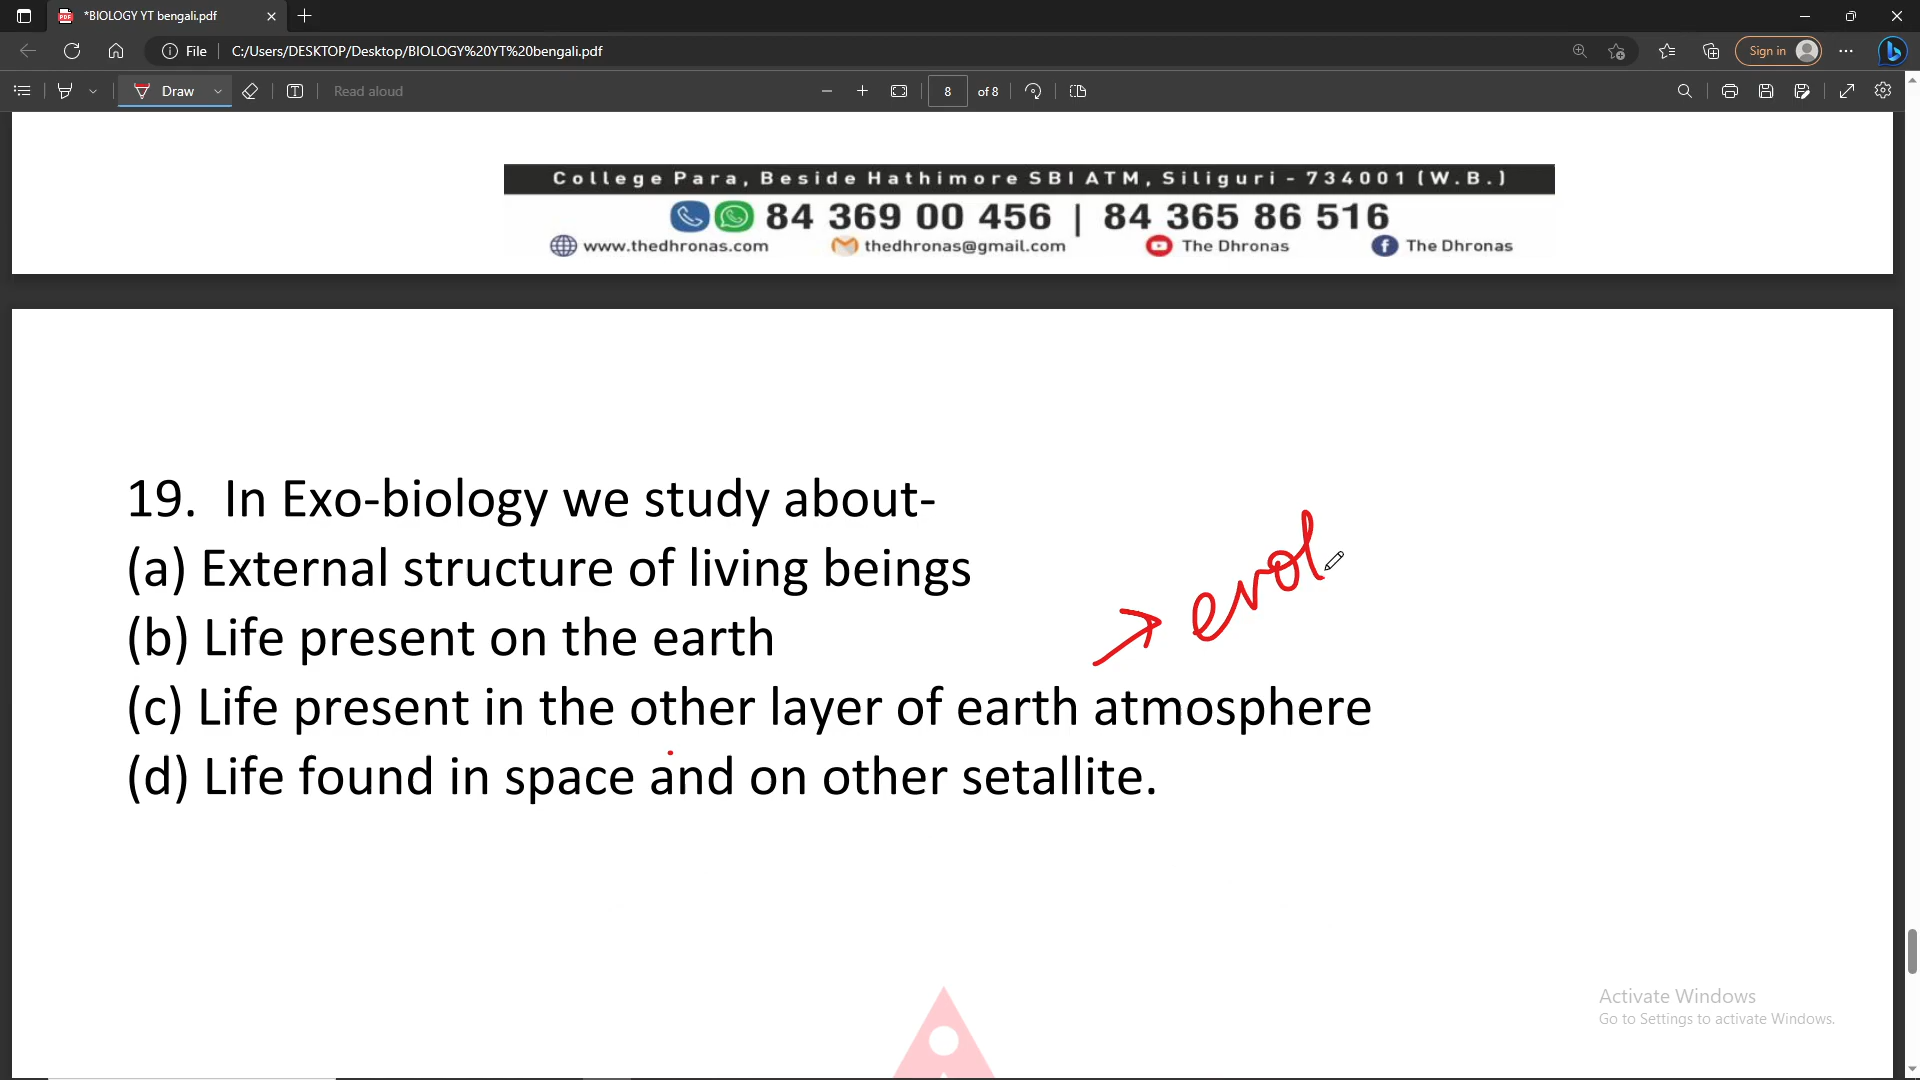 *BIOLOGY YT bengali.pdf
File
C:/Users/DESKTOP/Desktop/BIOLOGY%20YT%20bengali.pdf
Sign in
Draw
Read aloud
8 of 8
College Para, Beside Hathimore SBI ATM, Siliguri - 734001 (W.B.)
84 369 00 456 | 84 365 86 516
www.thedhronas.com thedhronas@gmail.com The Dhronas The Dhronas
19. In Exo-biology we study about-
(a) External structure of living beings
(b) Life present on the earth
evol
(c) Life present in the other layer of earth atmosphere
(d) Life found in space and on other setallite.
Activate Windows
Go to Settings to activate Windows.